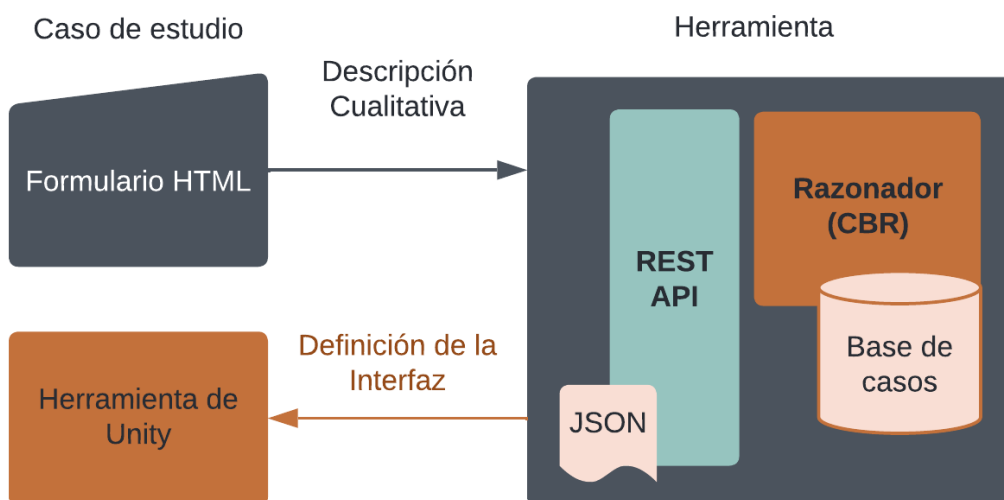 Caso de estudio
Herramienta
Descripción
Cualitativa
Formulario HTML
Razonador
(CBR)
REST
API
Definición de la
Interfaz
Base de
casos
Herramienta de
Unity
JSON